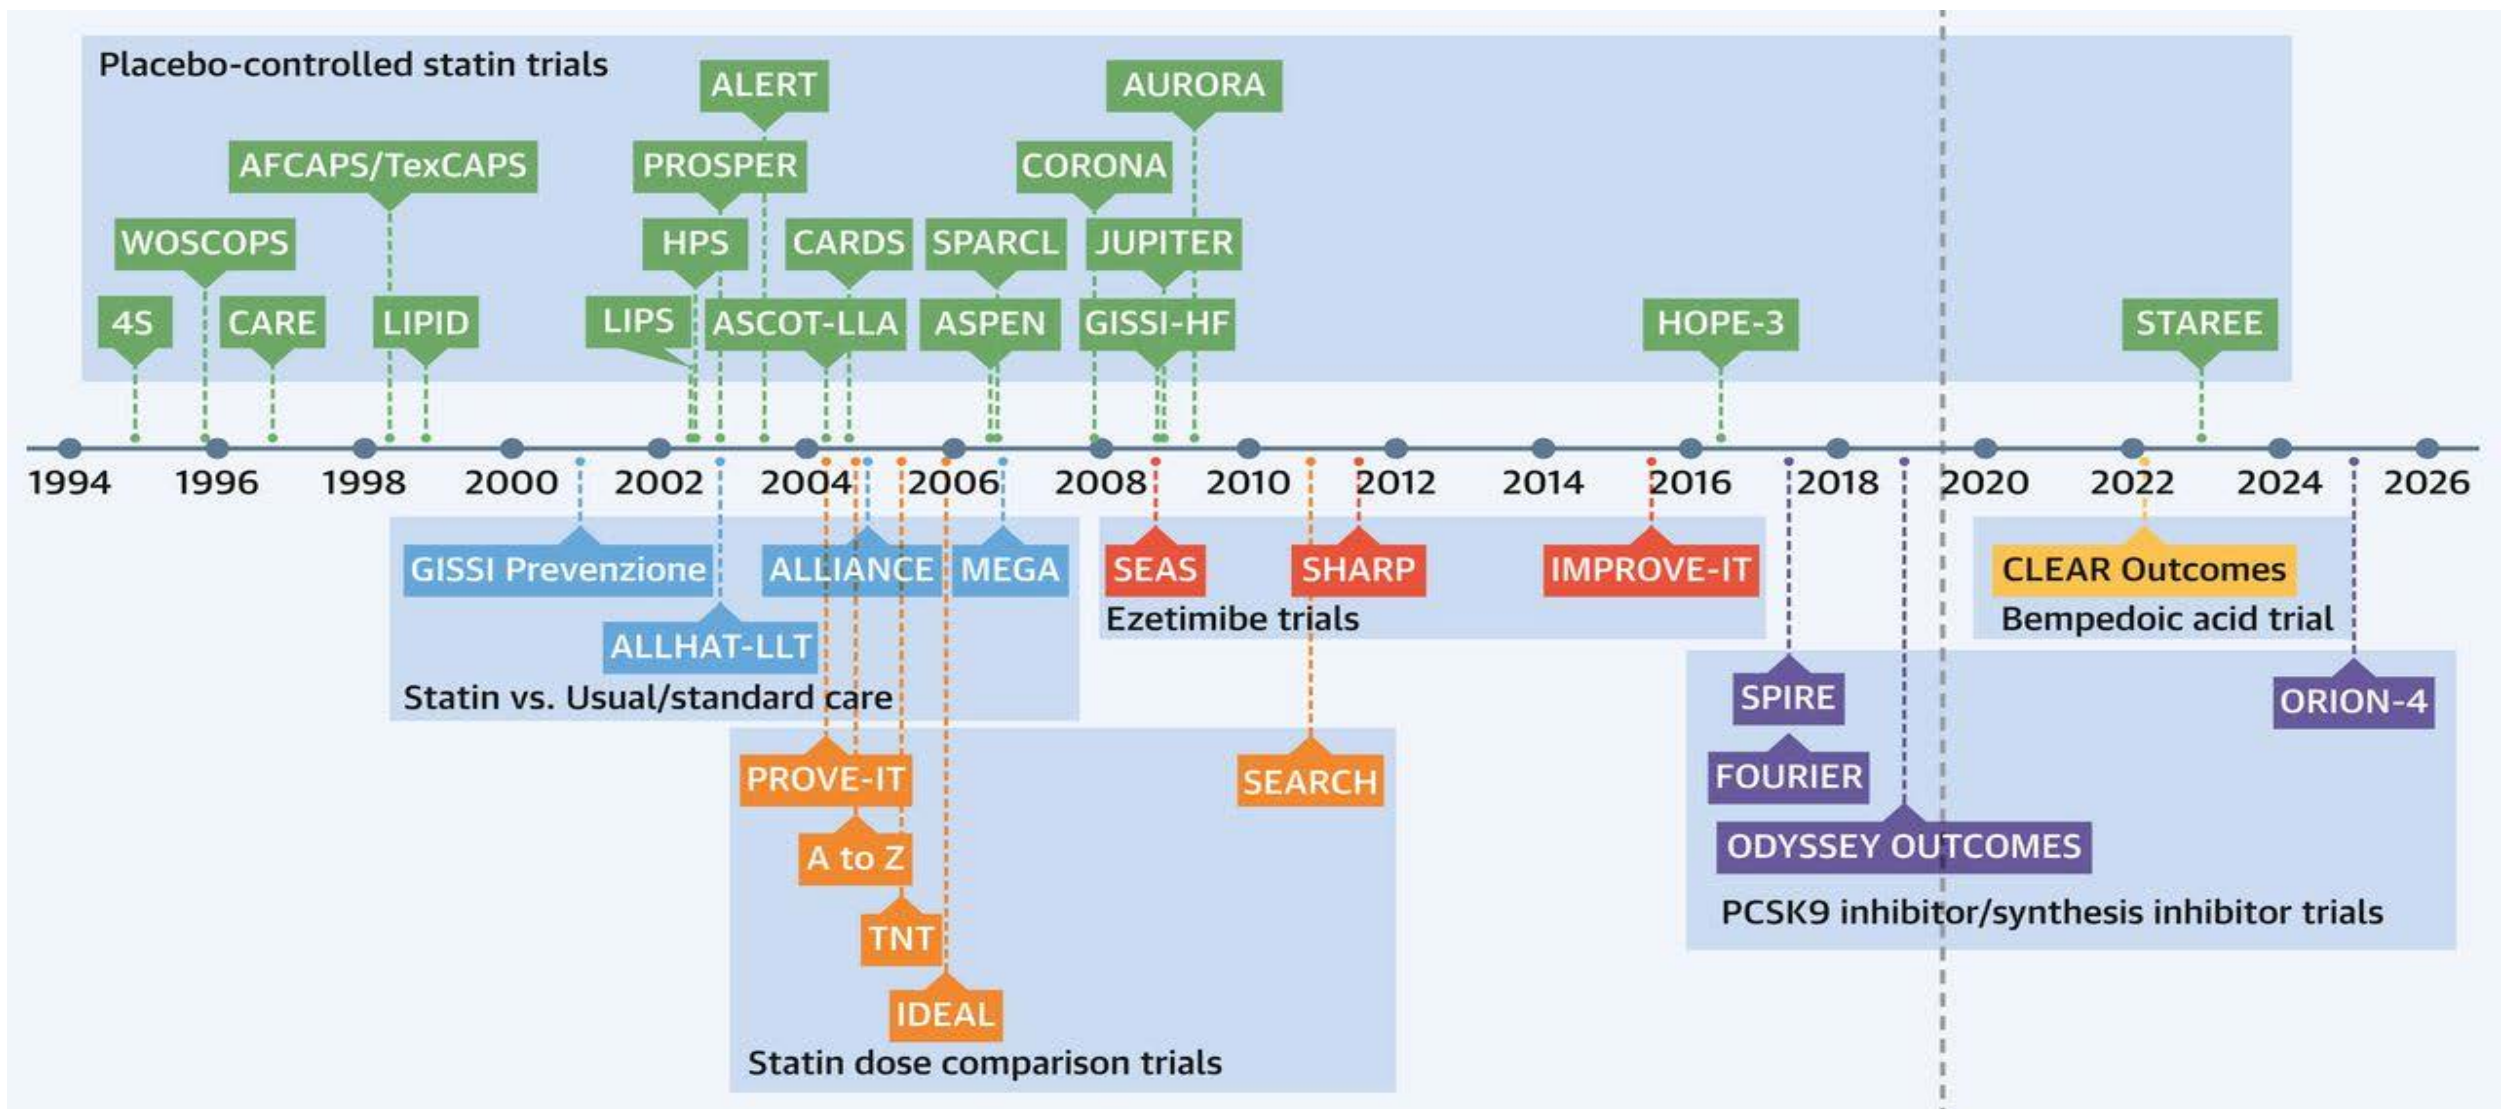 Placebo-controlled statin trials
ALERT
AURORA
AFCAPS/TexCAPS
PROSPER
CORONA
WOSCOPS
HPS
CARDS
SPARCL
JUPITER
4S
CARE
LIPID
LIPS
ASCOT-LLA
ASPEN
GISSI-HF
HOPE-3
STAREE
1994
1996
1998
2000
2002
2004
2006
2008
2010
2012
2014
2016
2018
2020
2022
2024
2026
GISSI Prevenzione
ALLIANCE
MEGA
ALLHAT-LLT
Statin vs. Usual/standard care
SEAS
SHARP
IMPROVE-IT
Ezetimibe trials
CLEAR Outcomes
Bempedoic acid trial
SPIRE
ORION-4
FOURIER
ODYSSEY OUTCOMES
PCSK9 inhibitor/synthesis inhibitor trials
PROVE-IT
SEARCH
A to Z
TNT
IDEAL
Statin dose comparison trials